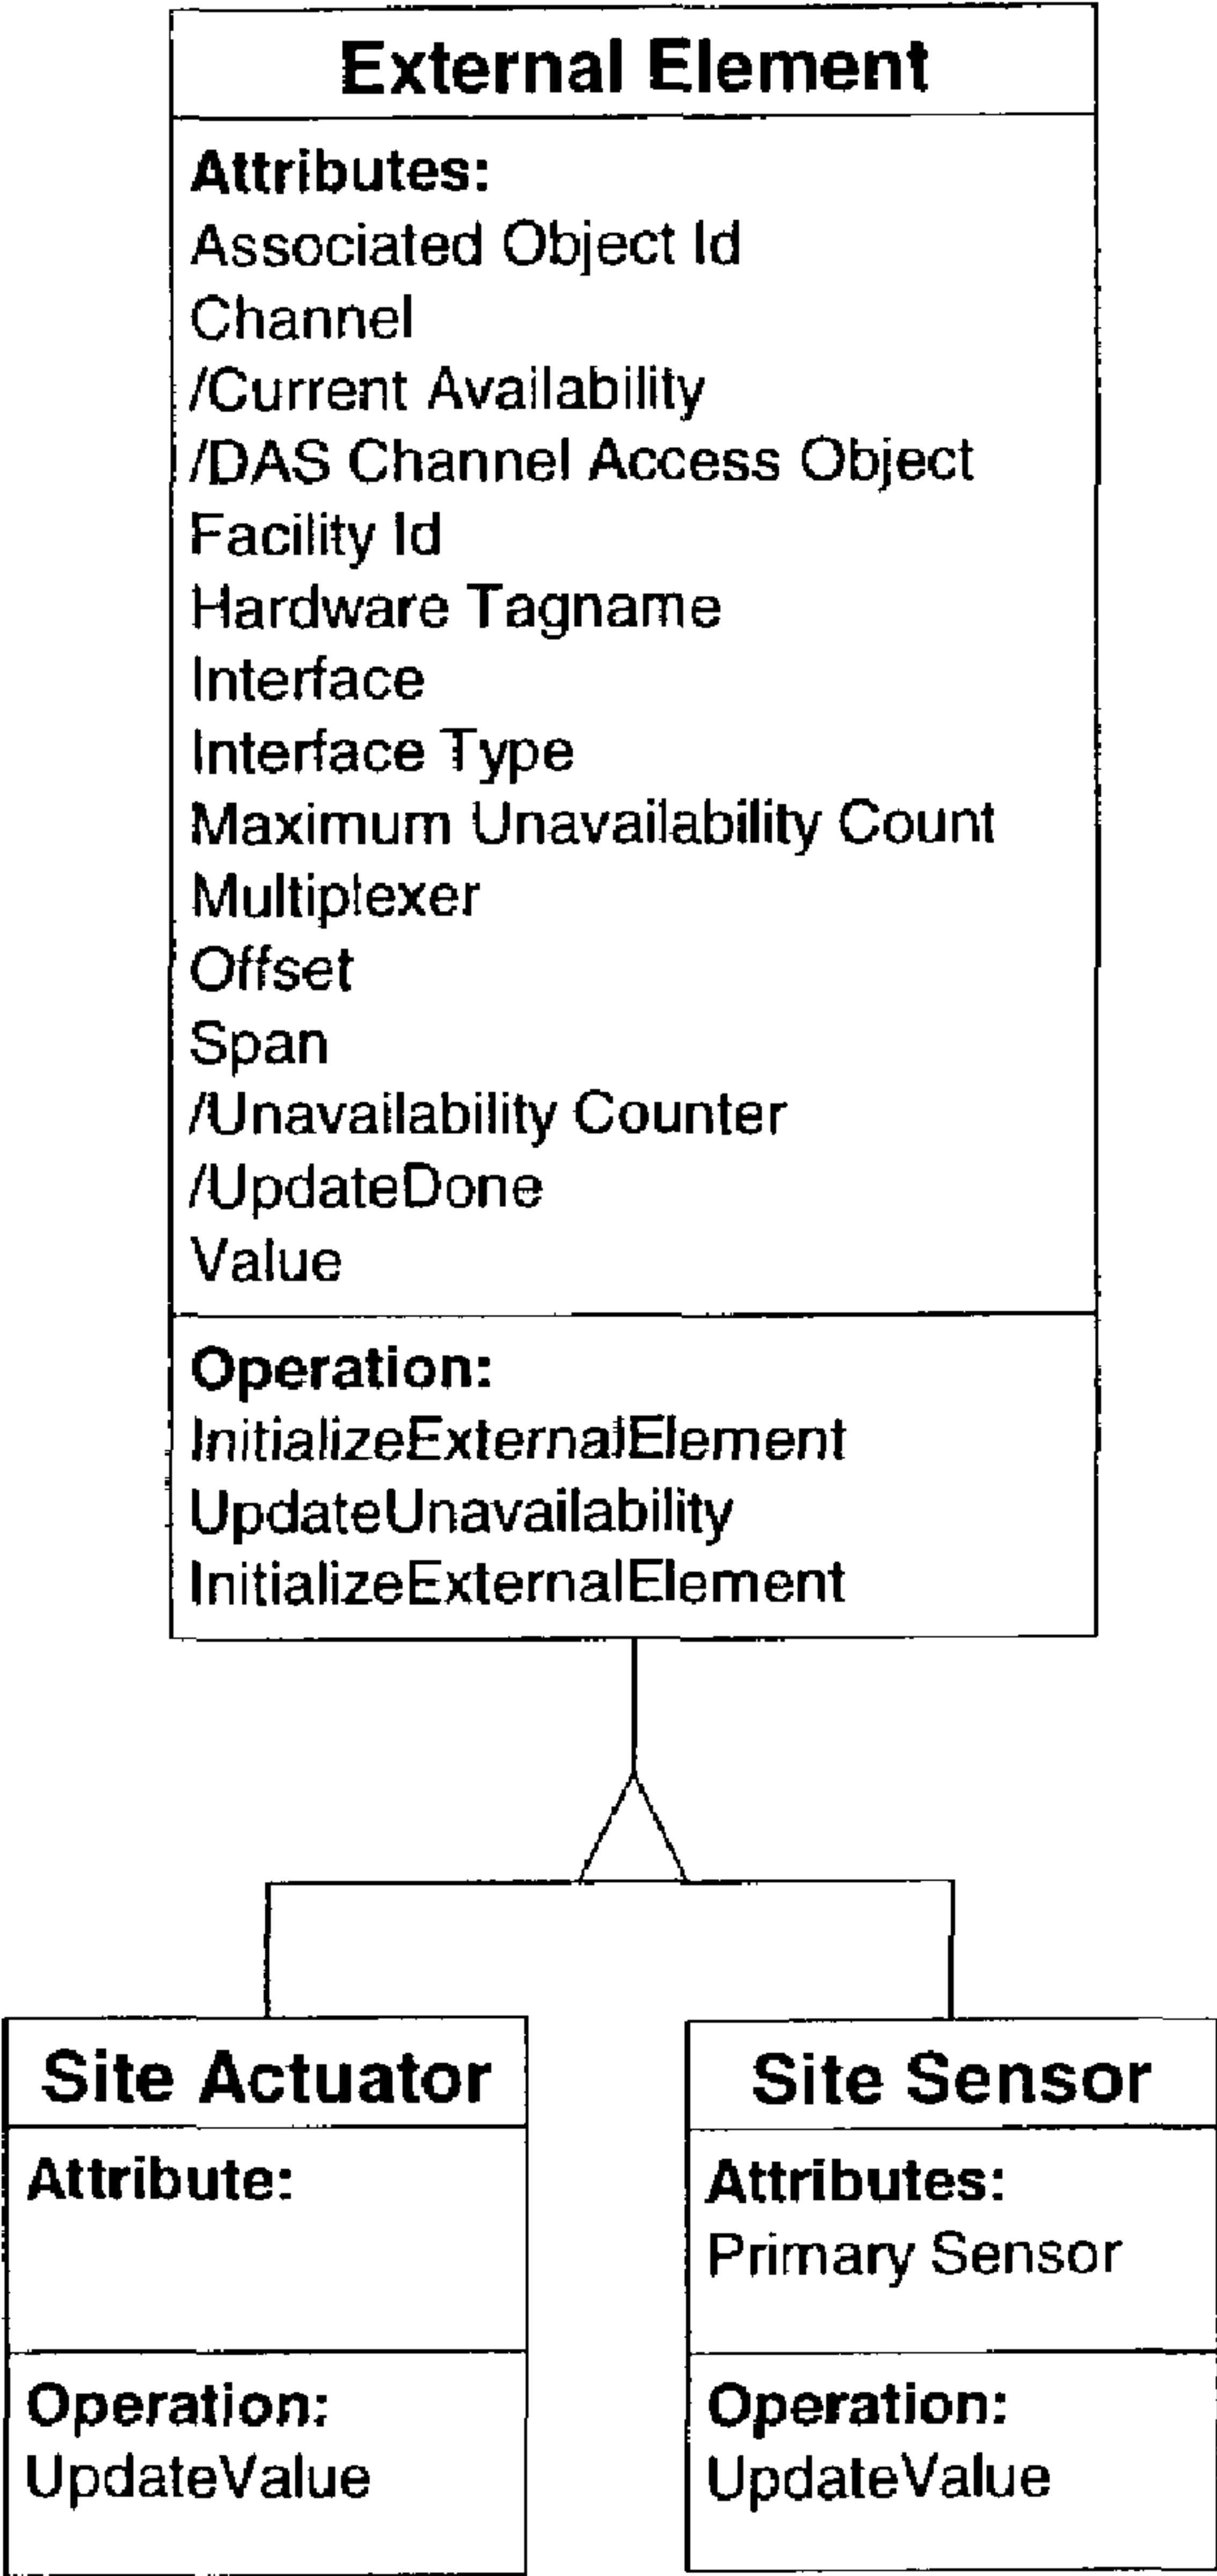 External Element
Attributes:
Associated Object Id
Channel
/Current Availability
/DAS Channel Access Object
Facility Id
Hardware Tagname
Interface
Interface Type
Maximum Unavailability Count
Multiplexer
Offset
Span
/Unavailability Counter
/UpdateDone
Value
Operation:
InitializeExternalElement
UpdateUnavailability
InitializeExternalElement
Site Actuator
Attribute:
Operation:
UpdateValue
Site Sensor
Attributes:
Primary Sensor
Operation:
UpdateValue